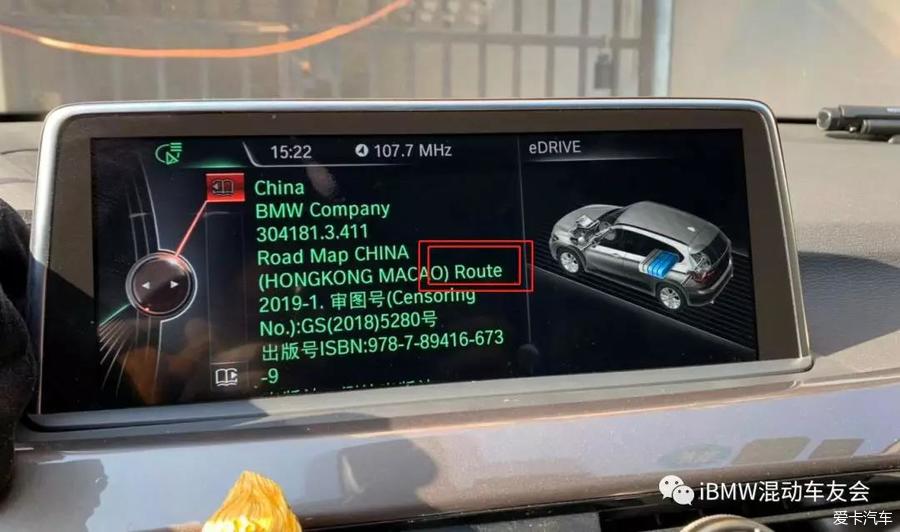 15:22
107.7 MHz
eDRIVE
China
BMW Company
304181.3.411
Road Map CHINA
(HONGKONG MACAO) Route
2019-1. 审图号(Censoring
No.):GS(2018)5280号
出版号ISBN:978-7-89416-673
-9
iBMW混动车友会
爱卡汽车